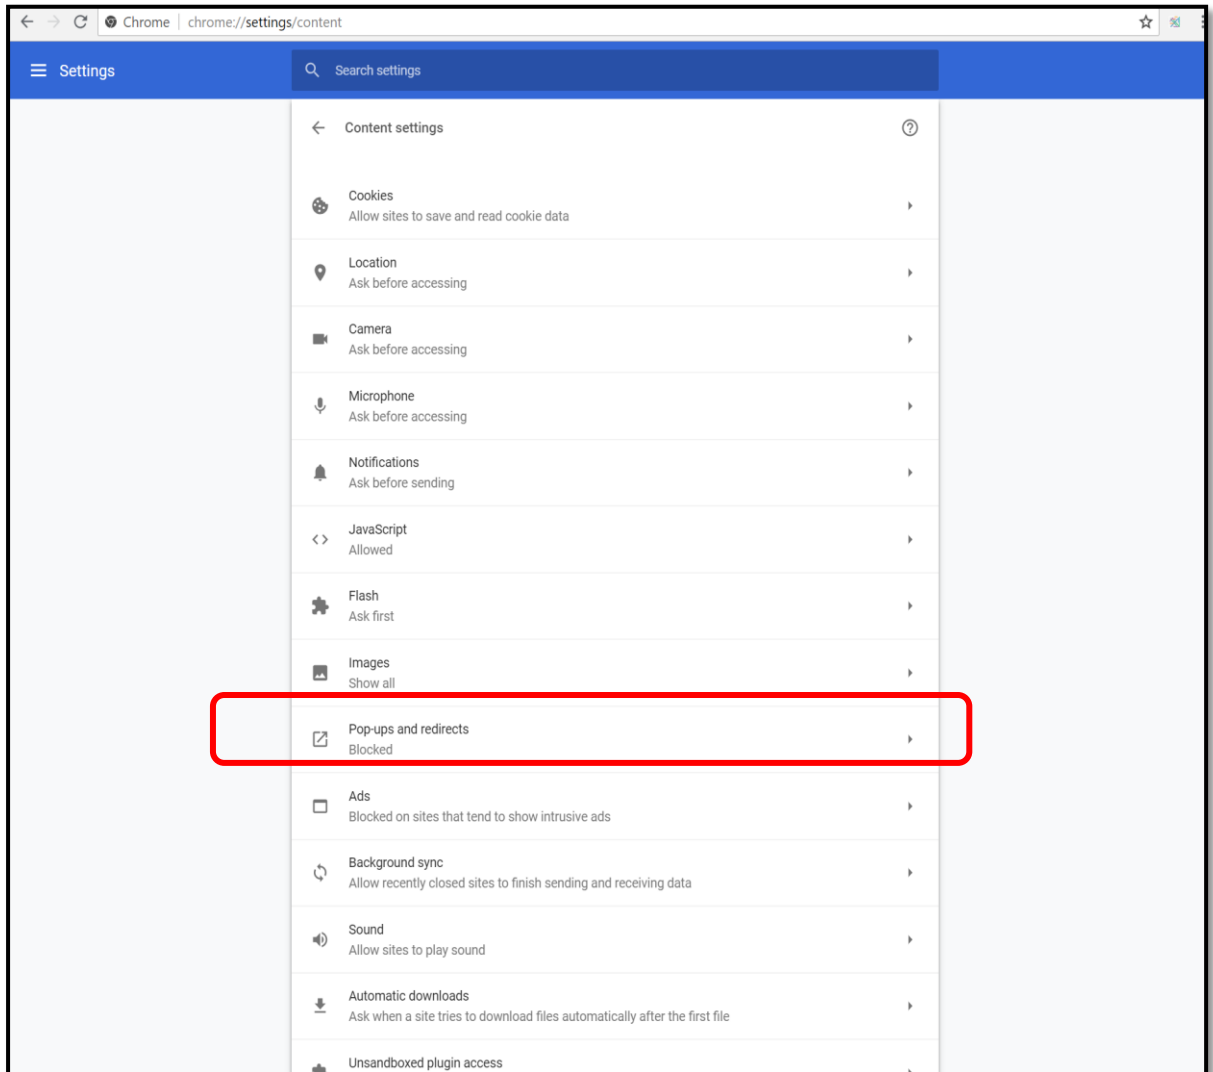 Chrome | chrome://settings/content
Settings
Search settings
Content settings
Cookies
Allow sites to save and read cookie data
Location
Ask before accessing
Camera
Ask before accessing
Microphone
Ask before accessing
Notifications
Ask before sending
JavaScript
Allowed
Flash
Ask first
Images
Show all
Pop-ups and redirects
Blocked
Ads
Blocked on sites that tend to show intrusive ads
Background sync
Allow recently closed sites to finish sending and receiving data
Sound
Allow sites to play sound
Automatic downloads
Ask when a site tries to download files automatically after the first file
Unsandboxed plugin access